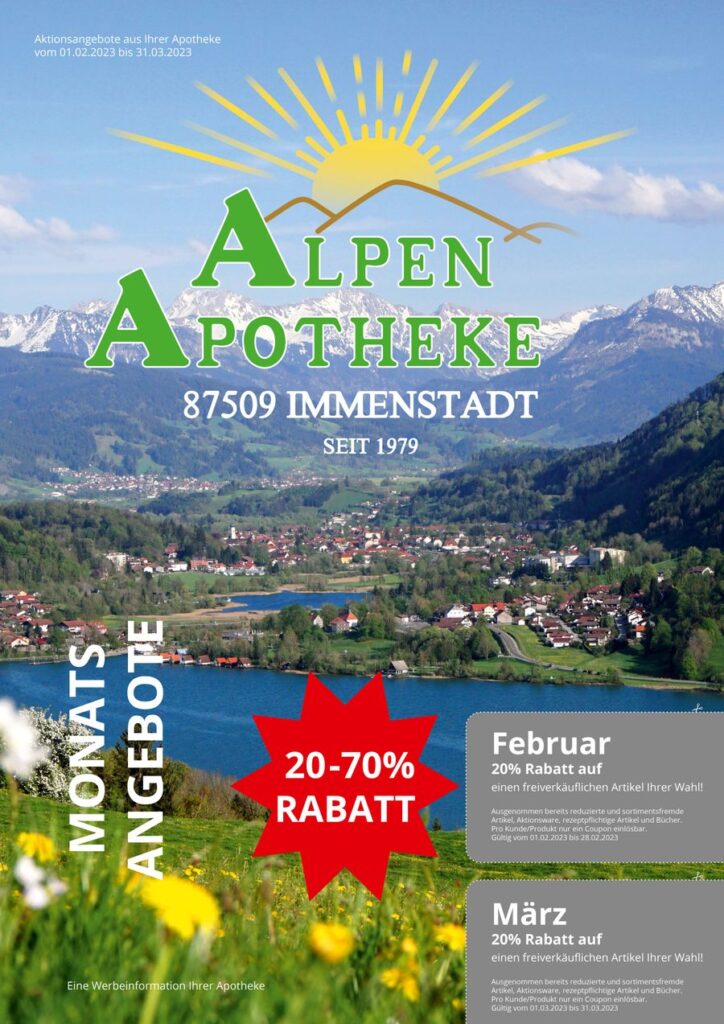 Aktionsangebote aus Ihrer Apotheke
vom 01.02.2023 bis 31.03.2023
ALPEN
APOTHEKE
87509 IMMENSTADT
SEIT 1979
MONATS
ANGEBOTE
20-70%
RABATT
Februar
20% Rabatt auf
einen freiverkäuflichen Artikel Ihrer Wahl!
Ausgenommen bereits reduzierte und sortimentsfremde
Artikel, Aktionsware, rezeptpflichtige Artikel und Bücher.
Pro Kunde/Produkt nur ein Coupon einlösbar.
Gültig vom 01.02.2023 bis 28.02.2023
März
20% Rabatt auf
einen freiverkäuflichen Artikel Ihrer Wahl!
Ausgenommen bereits reduzierte und sortimentsfremde
Artikel, Aktionsware, rezeptpflichtige Artikel und Bücher.
Pro Kunde/Produkt nur ein Coupon einlösbar.
Gültig vom 01.03.2023 bis 31.03.2023
Eine Werbeinformation Ihrer Apotheke